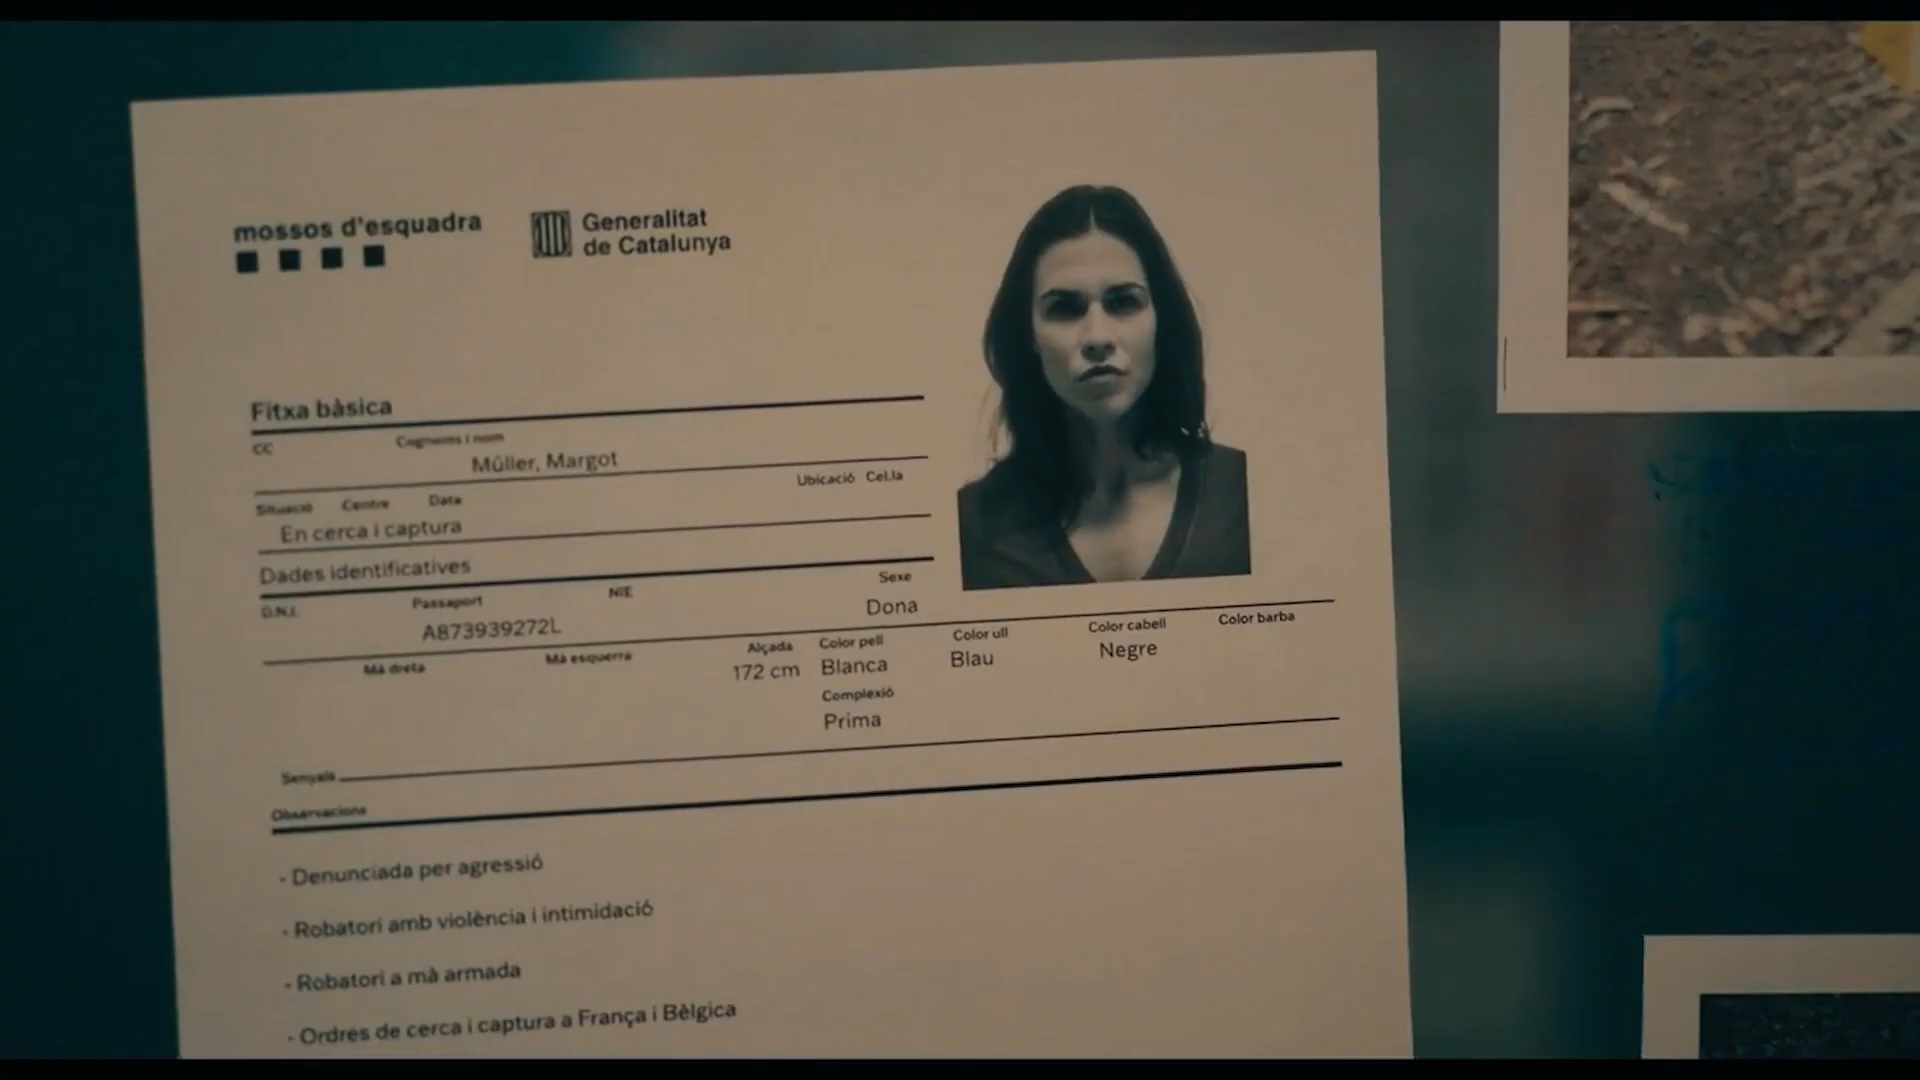 mossos d'esquadra
Generalitat
de Catalunya
Fitxa bàsica
CC Cognoms i nom
Müller, Margot
Situació Centre Data Ubicació Cel.la
En cerca i captura
Dades identificatives
D.N.I. Passaport NIE Sexe
A873939272L Dona
Mà dreta Mà esquerra Alçada Color pell Color ull Color cabell Color barba
172 cm Blanca Blau Negre
Complexió
Prima
Senyals
Observacions
- Denunciada per agressió
- Robatori amb violència i intimidació
- Robatori a mà armada
- Ordres de cerca i captura a França i Bèlgica